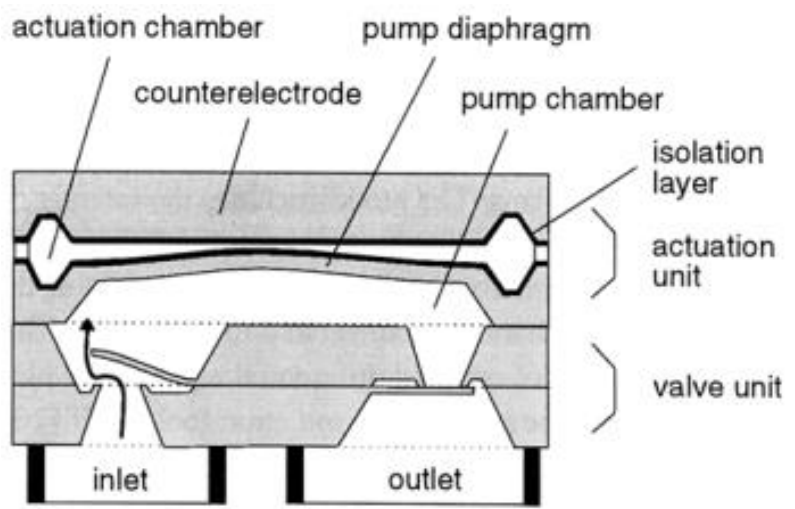 actuation chamber
pump diaphragm
counterelectrode
pump chamber
isolation
layer
actuation
unit
valve unit
inlet
outlet